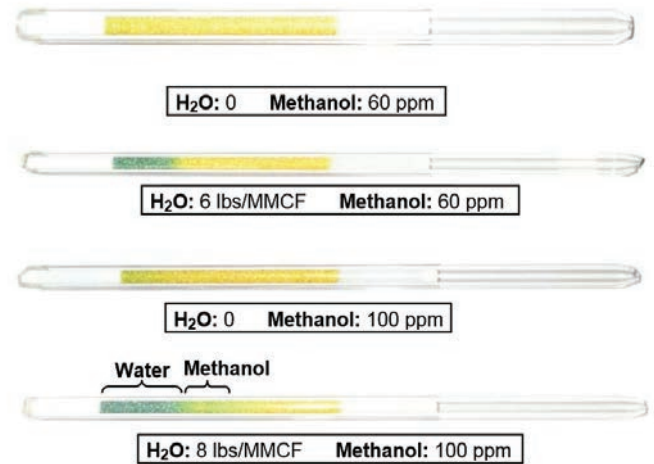 H₂O: 0 Methanol: 60 ppm
H₂O: 6 lbs/MMCF Methanol: 60 ppm
H₂O: 0 Methanol: 100 ppm
Water Methanol
H₂O: 8 lbs/MMCF Methanol: 100 ppm